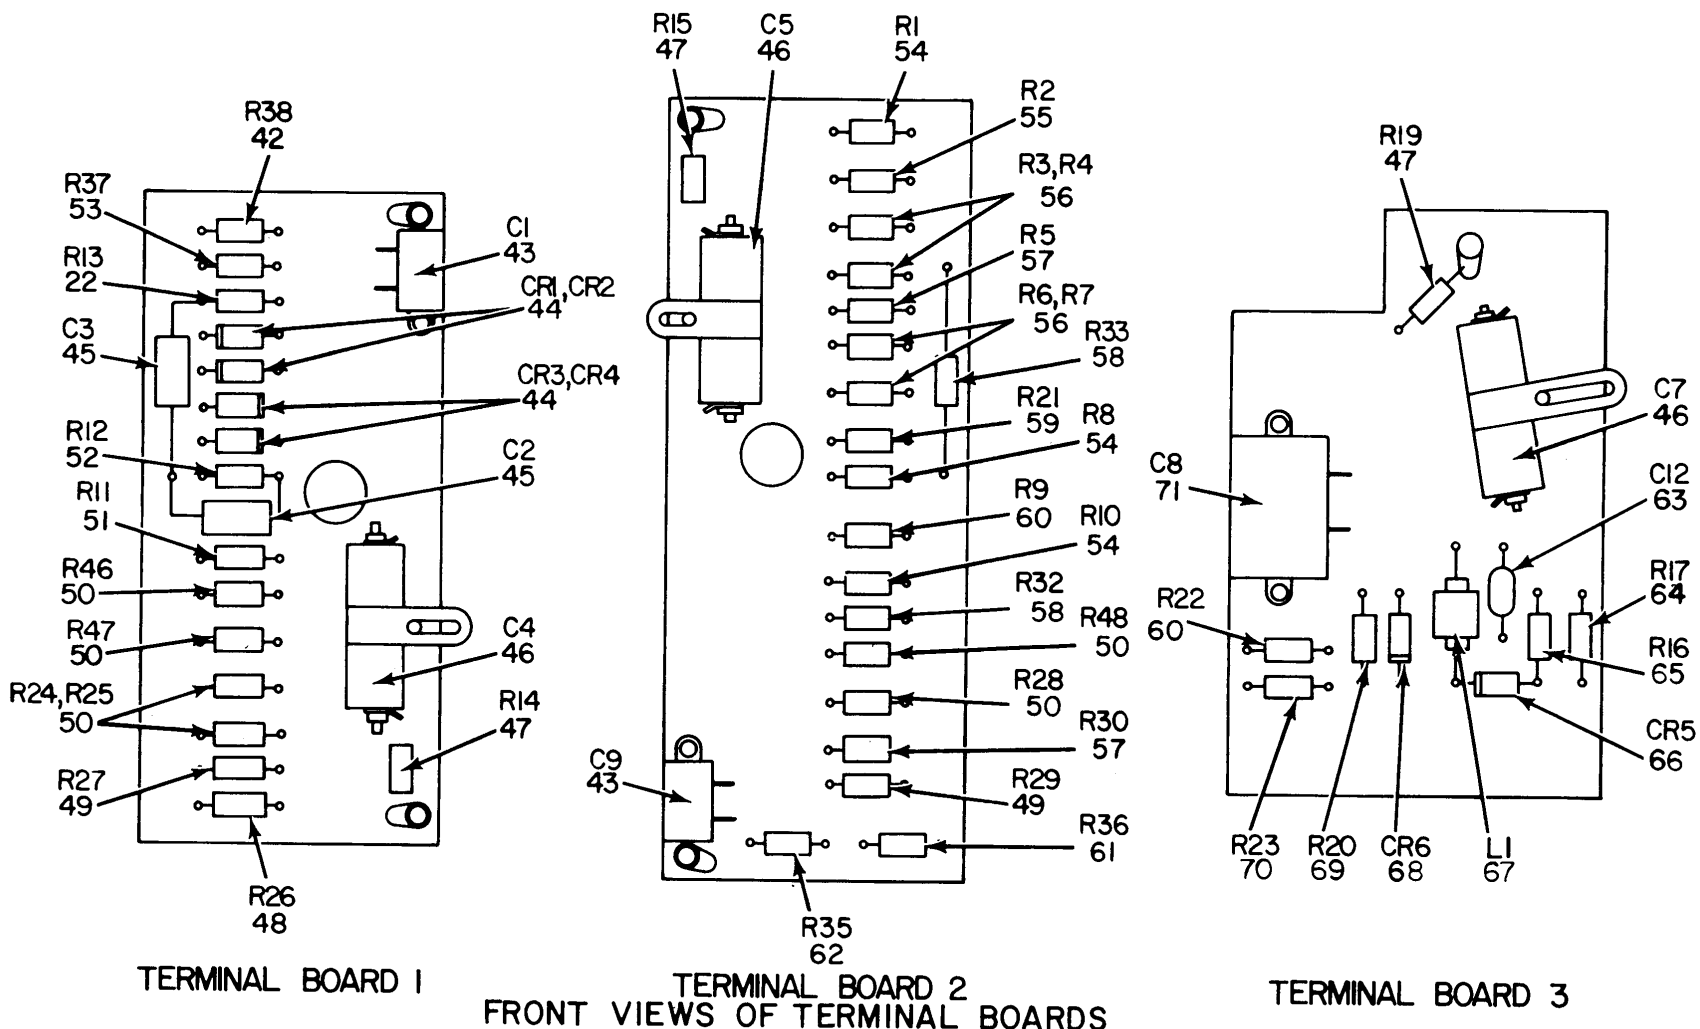 R38
42
R37
53
R13
22
C3
45
R12
52
R11
51
R46
50
R47
50
R24, R25
50
R27
49
R26
48
C1
43
CR1, CR2
44
CR3, CR4
44
C2
45
C4
46
R14
47
TERMINAL BOARD 1
R15
47
C5
46
R1
54
R2
55
R3, R4
56
R5
57
R6, R7
56
R33
58
R21
59
R8
54
R9
60
R10
54
R32
58
R48
50
R28
50
R30
57
R29
49
R36
61
C9
43
R35
62
TERMINAL BOARD 2
R19
47
C7
46
C8
71
C12
63
R17
64
R22
60
R16
65
CR5
66
R23
70
R20
69
CR6
68
L1
67
TERMINAL BOARD 3
FRONT VIEWS OF TERMINAL BOARDS